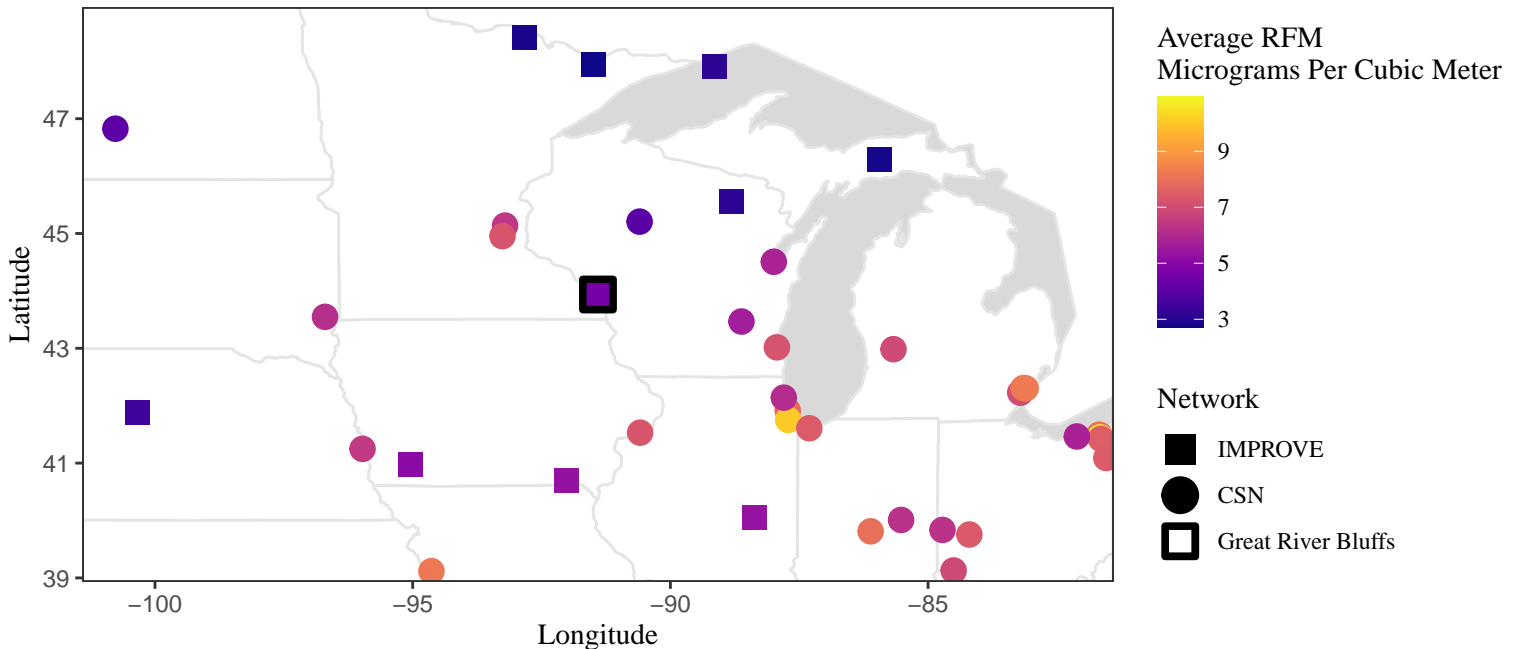 Average RFM
Micrograms Per Cubic Meter
9
7
5
3
Network
IMPROVE
CSN
Great River Bluffs
Latitude
47
45
43
41
39
−100
−95
−90
−85
Longitude